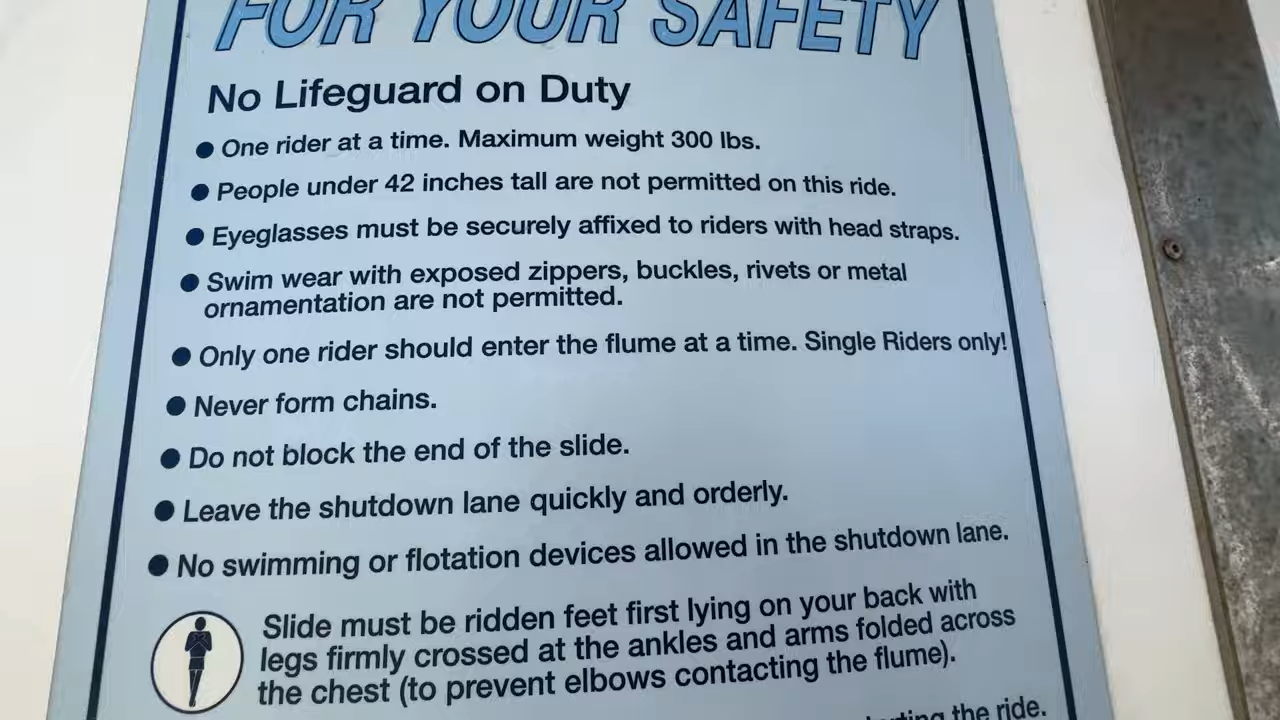 FOR YOUR SAFETY
No Lifeguard on Duty
● One rider at a time. Maximum weight 300 lbs.
● People under 42 inches tall are not permitted on this ride.
● Eyeglasses must be securely affixed to riders with head straps.
● Swim wear with exposed zippers, buckles, rivets or metal
ornamentation are not permitted.
● Only one rider should enter the flume at a time. Single Riders only!
● Never form chains.
● Do not block the end of the slide.
● Leave the shutdown lane quickly and orderly.
● No swimming or flotation devices allowed in the shutdown lane.
Slide must be ridden feet first lying on your back with
legs firmly crossed at the ankles and arms folded across
the chest (to prevent elbows contacting the flume).
the ride.